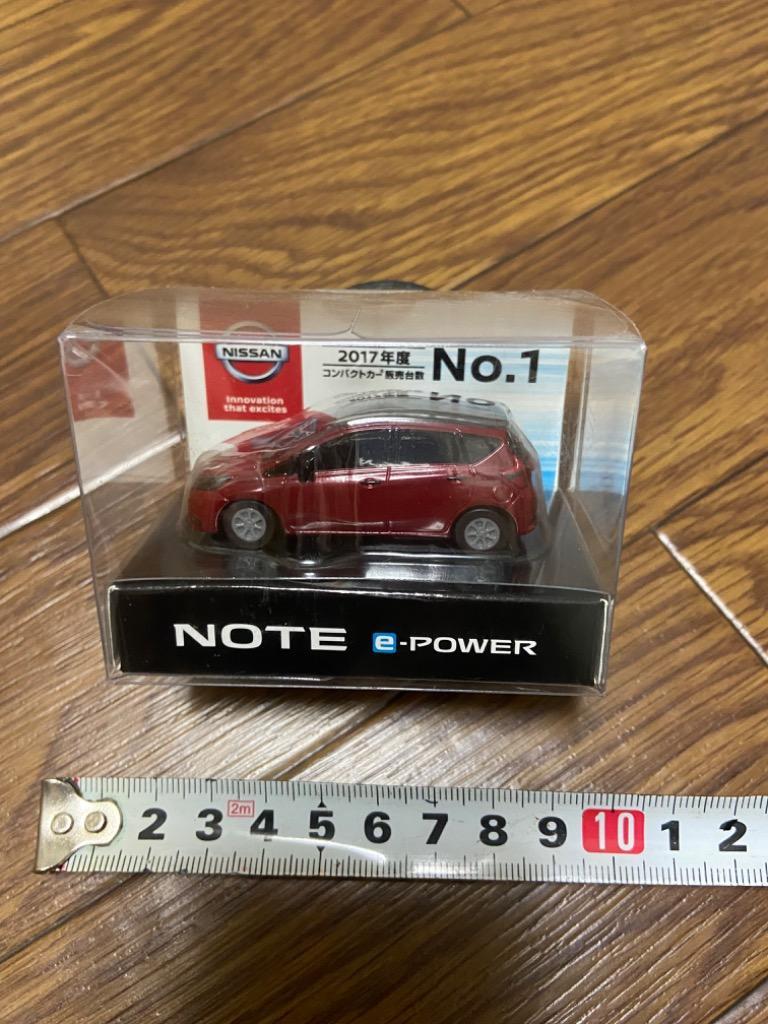 NISSAN
Innovation
that excites
2017年度
コンパクトカー販売台数
No.1
NOTE e-POWER
2m
2 3 4 5 6 7 8 9 10 1 2